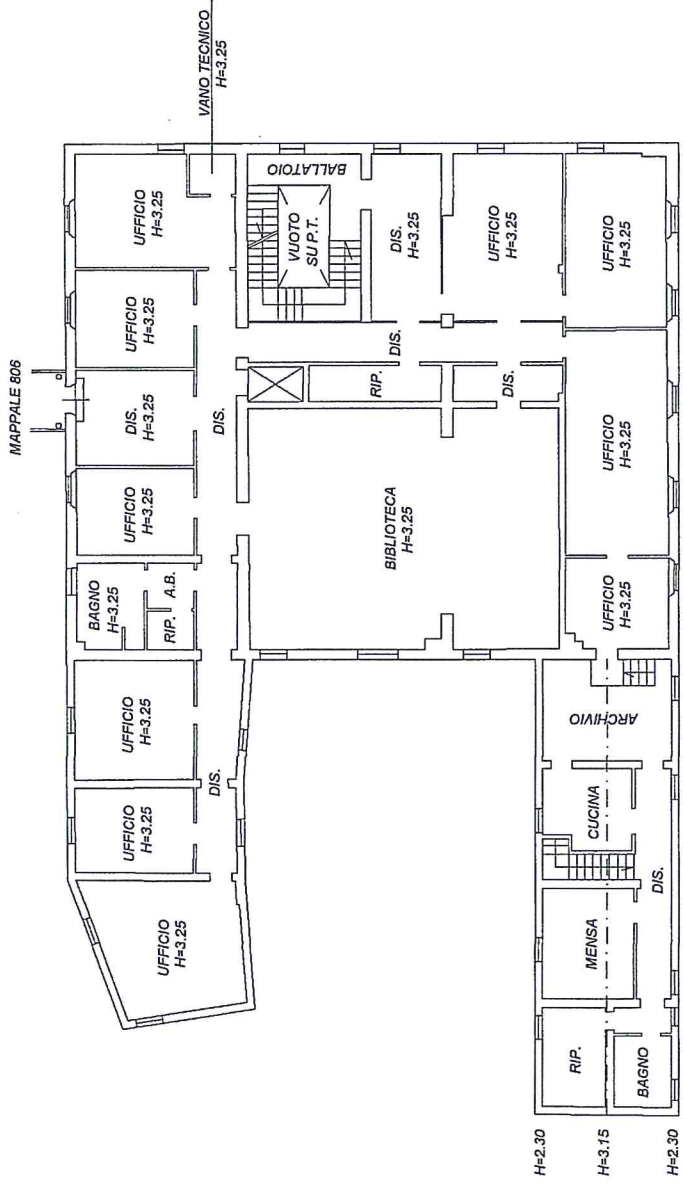 MAPPALE 806
VANO TECNICO
H=3.25
UFFICIO
H=3.25
UFFICIO
H=3.25
DIS.
H=3.25
UFFICIO
H=3.25
BAGNO
H=3.25
RIP.
A.B.
UFFICIO
H=3.25
UFFICIO
H=3.25
UFFICIO
H=3.25
DIS.
DIS.
BALLATOIO
VUOTO
SU P.T.
DIS.
H=3.25
UFFICIO
H=3.25
UFFICIO
H=3.25
DIS.
RIP.
DIS.
BIBLIOTECA
H=3.25
UFFICIO
H=3.25
UFFICIO
H=3.25
ARCHIVIO
CUCINA
DIS.
MENSA
RIP.
BAGNO
H=2.30
H=3.15
H=2.30